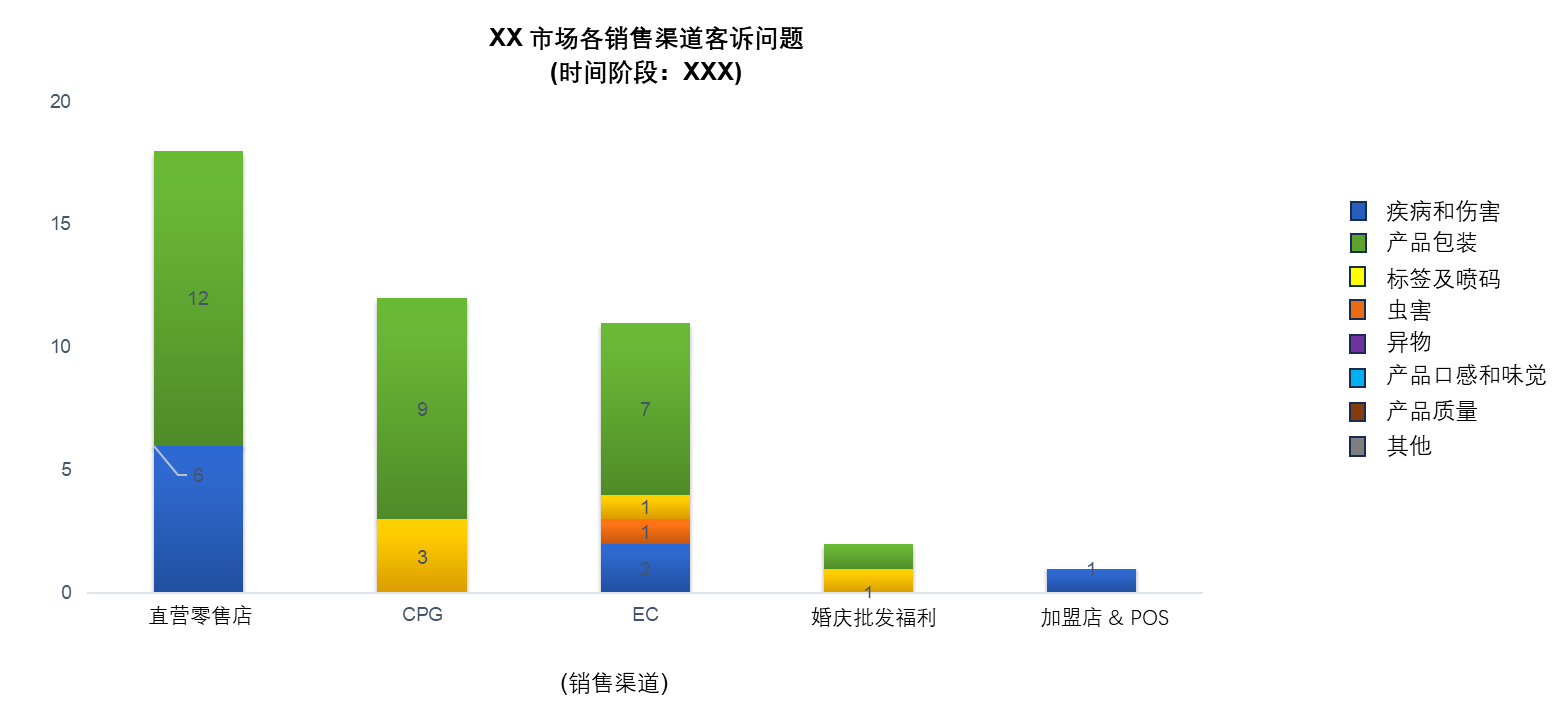 XX 市场各销售渠道客诉问题
(时间阶段：XXX)
20
15
10
5
0
12
6
9
3
7
1
1
2
1
1
直营零售店
CPG
EC
婚庆批发福利
加盟店 & POS
(销售渠道)
疾病和伤害
产品包装
标签及喷码
虫害
异物
产品口感和味觉
产品质量
其他